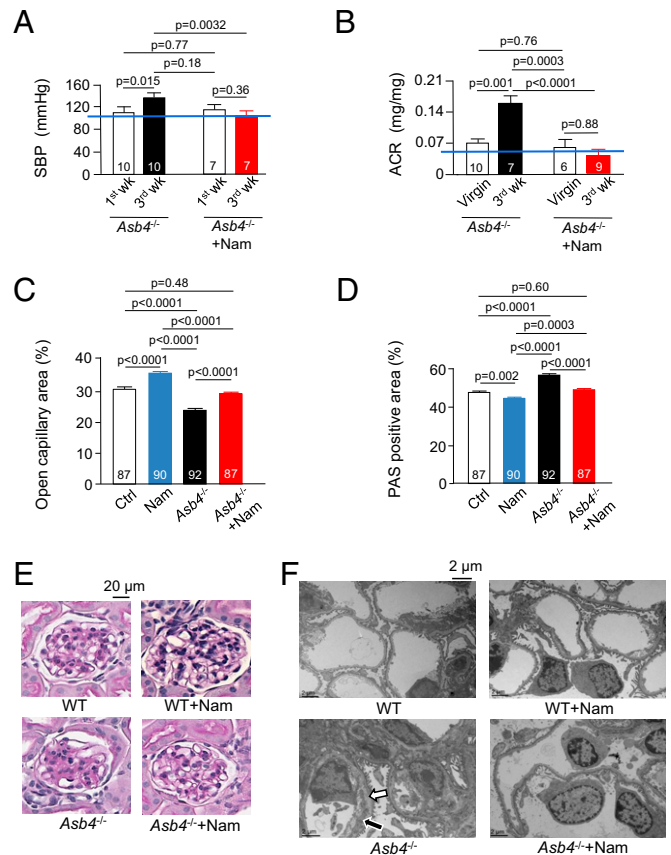 A
p=0.0032
p=0.77
p=0.18
p=0.015
p=0.36
SBP (mmHg)
160
120
80
40
0
10
10
7
7
1st wk
3rd wk
1st wk
3rd wk
Asb4-/-
Asb4-/-
+Nam
B
p=0.76
p=0.0003
p=0.001
p<0.0001
p=0.88
ACR (mg/mg)
0.21
0.14
0.07
0
10
7
6
9
Virgin
3rd wk
Virgin
3rd wk
Asb4-/-
Asb4-/-
+Nam
C
p=0.48
p<0.0001
p<0.0001
p<0.0001
p<0.0001
p<0.0001
Open capillary area (%)
40
30
20
10
0
87
90
92
87
Ctrl
Nam
Asb4-/-
Asb4-/-
+Nam
D
p=0.60
p<0.0001
p=0.0003
p<0.0001
p=0.002
p<0.0001
PAS positive area (%)
60
40
20
0
87
90
92
87
Ctrl
Nam
Asb4-/-
Asb4-/-
+Nam
E
20 µm
WT
WT+Nam
Asb4-/-
Asb4-/-+Nam
F
2 µm
WT
WT+Nam
Asb4-/-
Asb4-/-+Nam